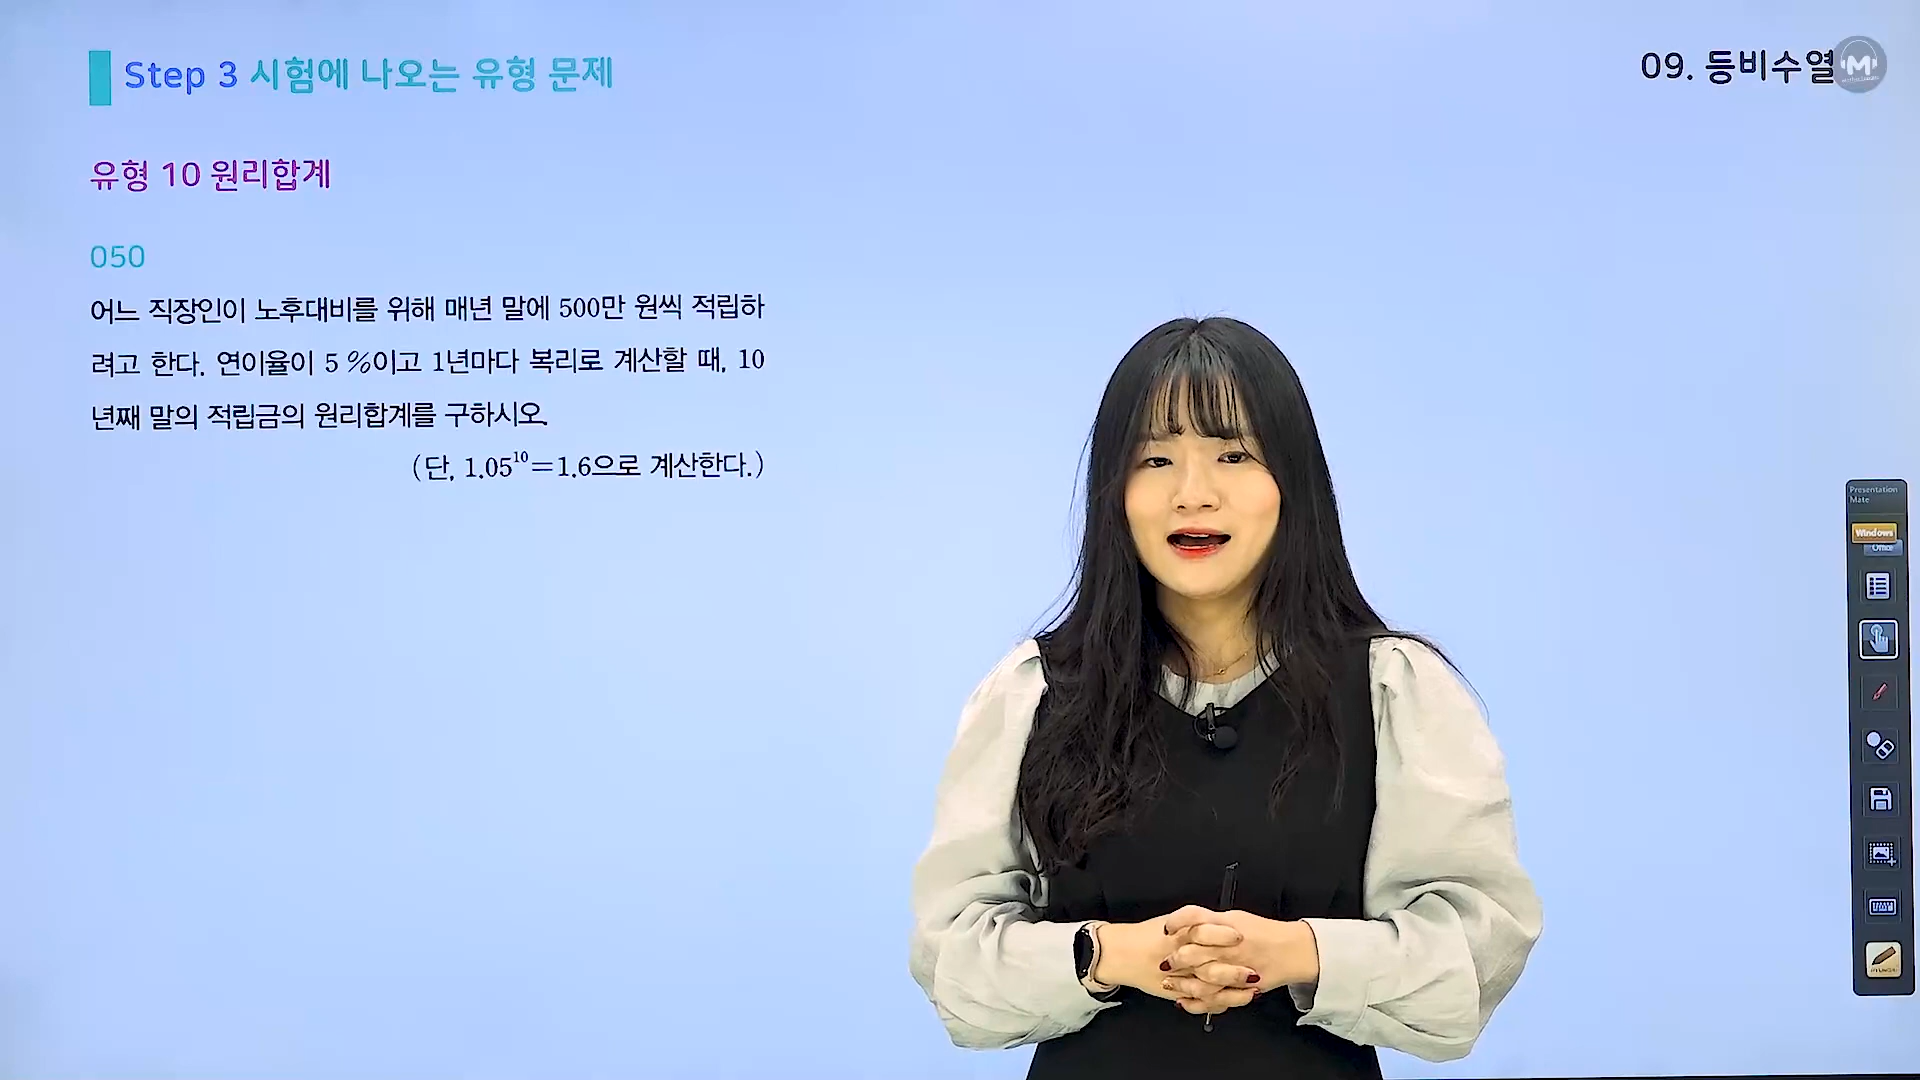 Step 3 시험에 나오는 유형 문제
09. 등비수열
유형 10 원리합계
050
어느 직장인이 노후대비를 위해 매년 말에 500만 원씩 적립하
려고 한다. 연이율이 5 %이고 1년마다 복리로 계산할 때, 10
년째 말의 적립금의 원리합계를 구하시오.
(단, 1.05¹⁰=1.6으로 계산한다.)
Presentation
Mate
Windows
Office
M